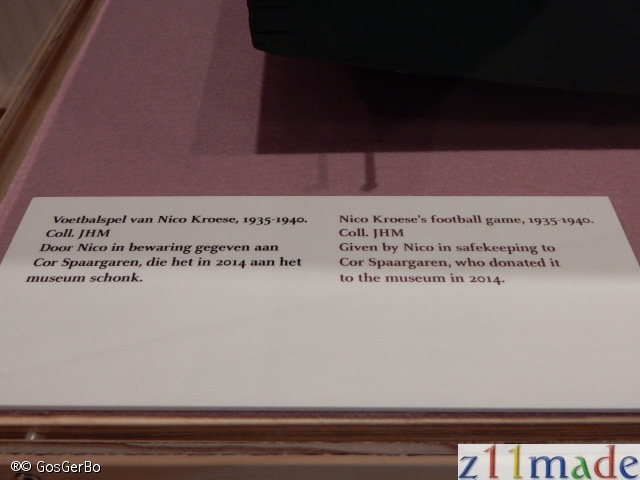 Voetbalspel van Nico Kroese, 1935-1940.
Coll. JHM
Door Nico in bewaring gegeven aan
Cor Spaargaren, die het in 2014 aan het
museum schonk.
Nico Kroese's football game, 1935-1940.
Coll. JHM
Given by Nico in safekeeping to
Cor Spaargaren, who donated it
to the museum in 2014.
®© GosGerBo
z11made